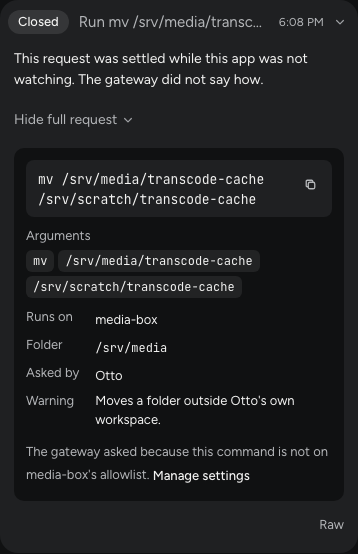 Closed Run mv /srv/media/transc... 6:08 PM
This request was settled while this app was not
watching. The gateway did not say how.
Hide full request
mv /srv/media/transcode-cache
/srv/scratch/transcode-cache
Arguments
mv /srv/media/transcode-cache
/srv/scratch/transcode-cache
Runs on media-box
Folder /srv/media
Asked by Otto
Warning Moves a folder outside Otto's own
workspace.
The gateway asked because this command is not on
media-box's allowlist. Manage settings
Raw